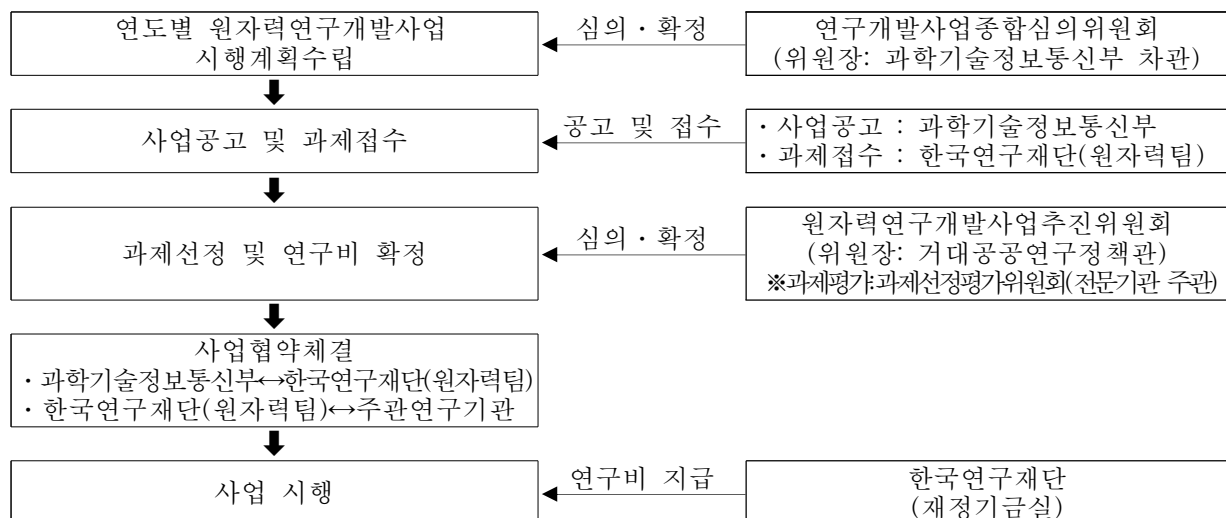 연도별 원자력연구개발사업
시행계획수립
심의・확정
연구개발사업종합심의위원회
(위원장: 과학기술정보통신부 차관)
사업공고 및 과제접수
공고 및 접수
・사업공고 : 과학기술정보통신부
・과제접수 : 한국연구재단(원자력팀)
과제선정 및 연구비 확정
심의・확정
원자력연구개발사업추진위원회
(위원장: 거대공공연구정책관)
※과제평가:과제선정평가위원회(전문기관 주관)
사업협약체결
・과학기술정보통신부↔한국연구재단(원자력팀)
・한국연구재단(원자력팀)↔주관연구기관
사업 시행
연구비 지급
한국연구재단
(재정기금실)